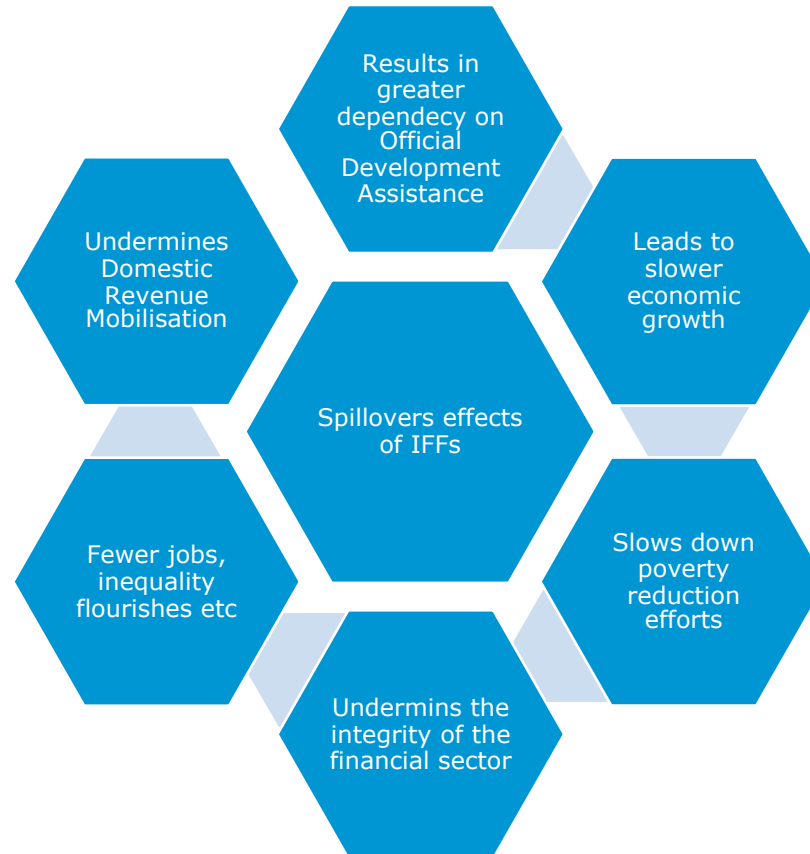 Results in
greater
dependecy on
Official
Development
Assistance
Undermines
Domestic
Revenue
Mobilisation
Leads to
slower
economic
growth
Spillovers effects
of IFFs
Fewer jobs,
inequality
flourishes etc
Slows down
poverty
reduction
efforts
Undermins the
integrity of the
financial sector